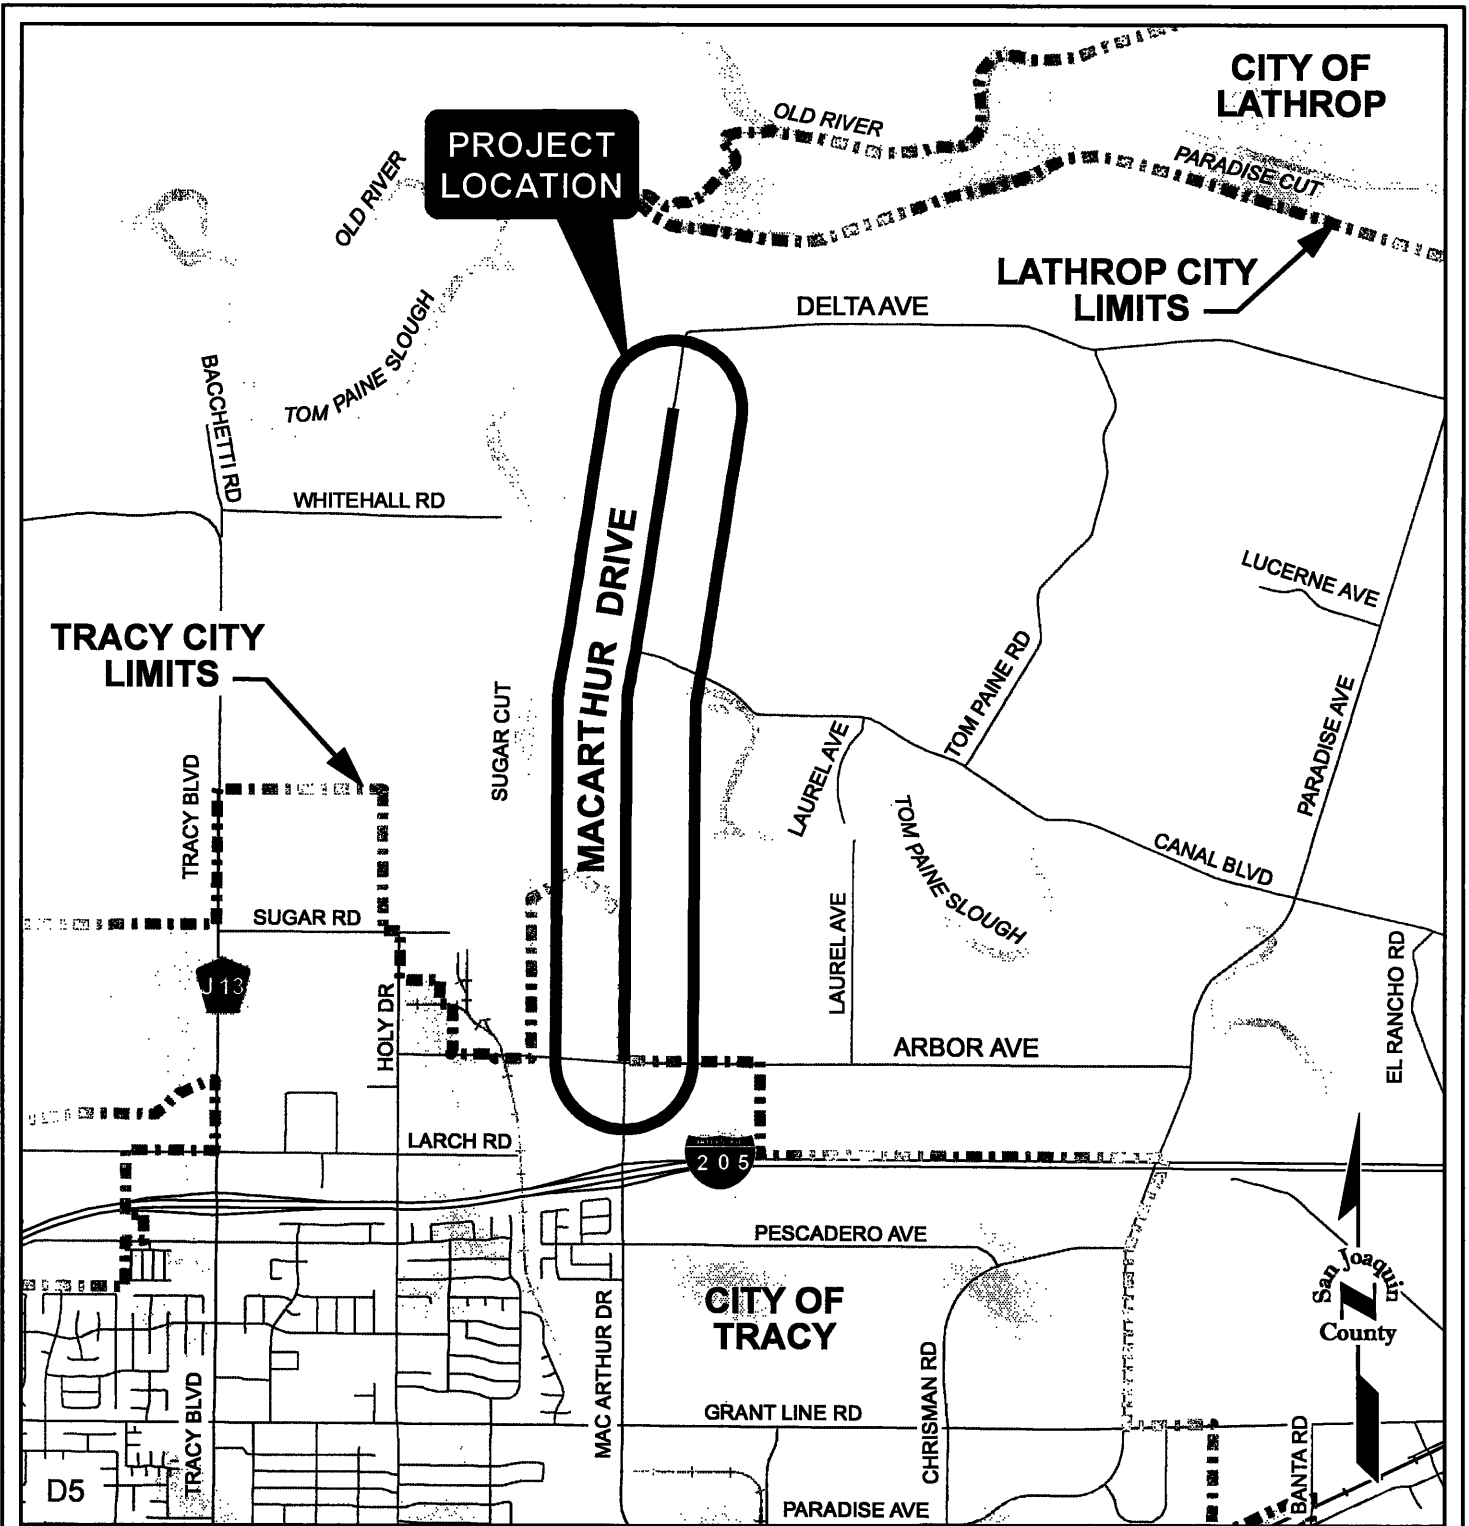 CITY OF
LATHROP
OLD RIVER
PROJECT
LOCATION
PARADISE CUT
OLD RIVER
LATHROP CITY
LIMITS
DELTA AVE
TOM PAINE SLOUGH
BACCHETTI RD
WHITEHALL RD
MACARTHUR DRIVE
LUCERNE AVE
TRACY CITY
LIMITS
SUGAR CUT
TOM PAINE RD
PARADISE AVE
TRACY BLVD
LAUREL AVE
TOM PAINE SLOUGH
CANAL BLVD
SUGAR RD
LAUREL AVE
EL RANCHO RD
J 13
HOLY DR
ARBOR AVE
LARCH RD
205
PESCADERO AVE
San Joaquin
County
CITY OF
TRACY
MAC ARTHUR DR
CHRISMAN RD
TRACY BLVD
GRANT LINE RD
BANTA RD
D5
PARADISE AVE